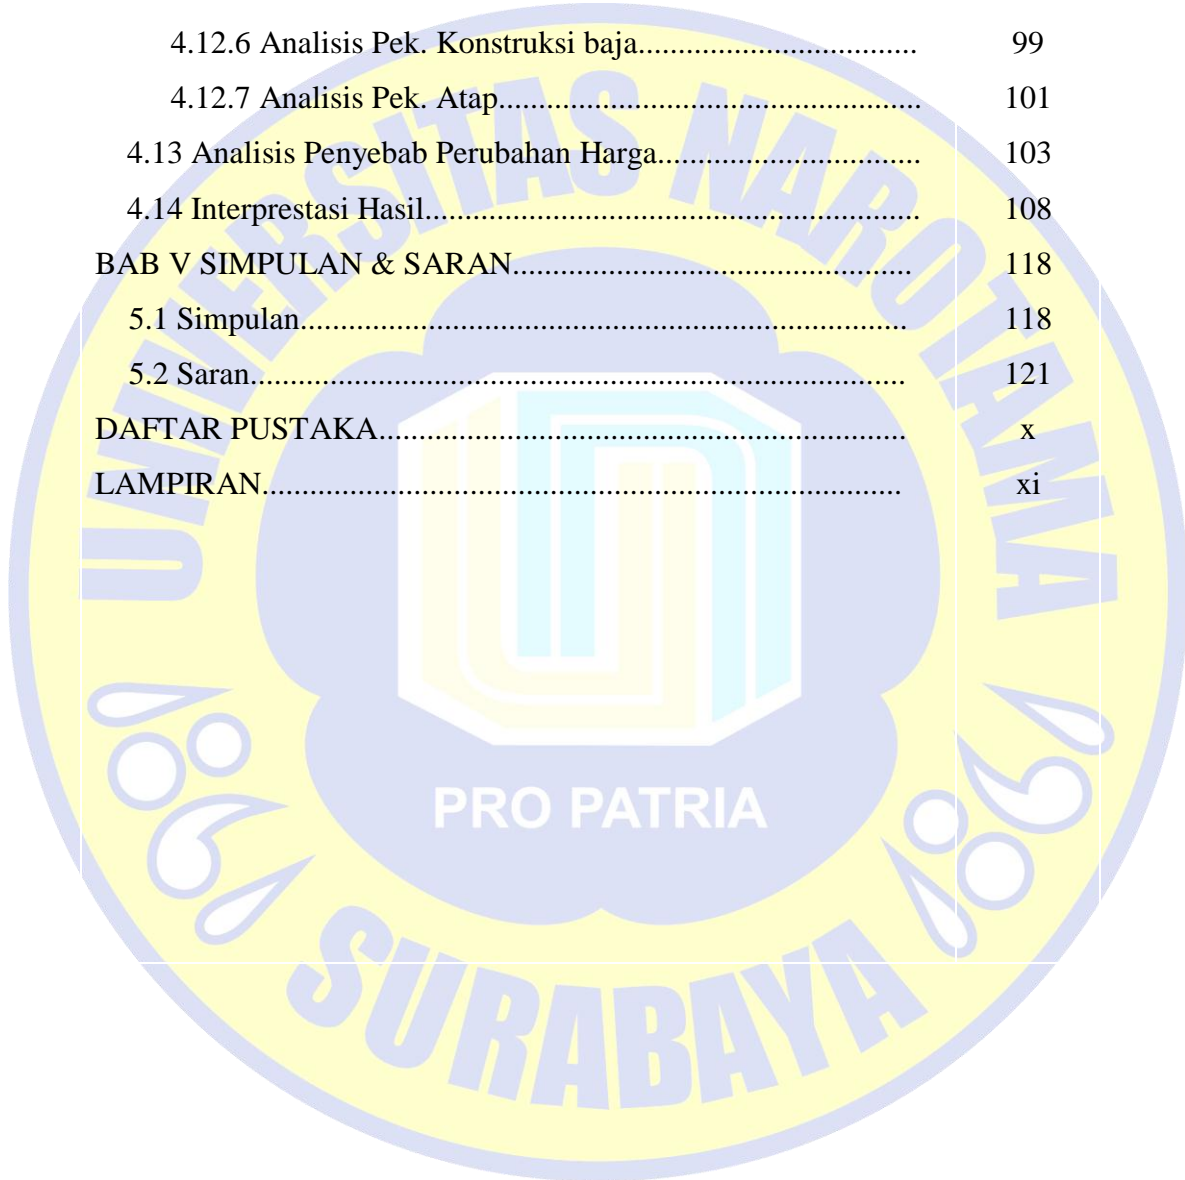 4.12.6 Analisis Pek. Konstruksi baja................................... 99
4.12.7 Analisis Pek. Atap..................................................... 101
4.13 Analisis Penyebab Perubahan Harga................................. 103
4.14 Interprestasi Hasil.............................................................. 108
BAB V SIMPULAN & SARAN.................................................. 118
5.1 Simpulan............................................................................ 118
5.2 Saran.................................................................................. 121
DAFTAR PUSTAKA.................................................................. x
LAMPIRAN................................................................................ xi
UNIVERSITAS NAROTAMA
PRO PATRIA
SURABAYA